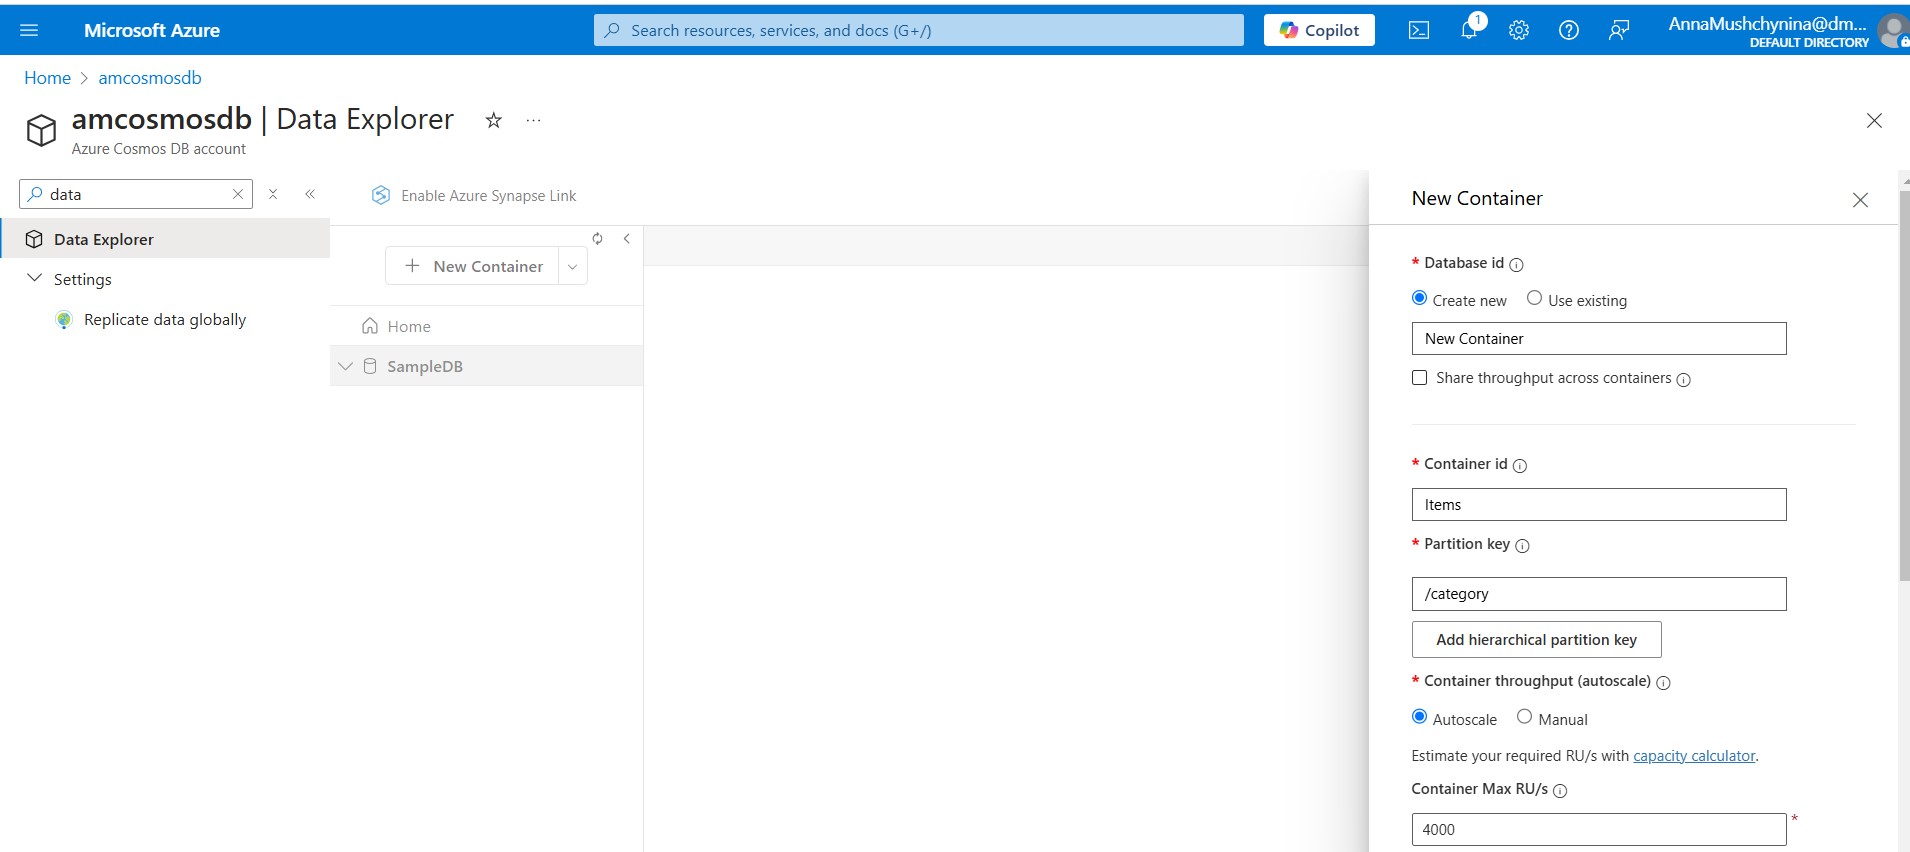 Microsoft Azure
Search resources, services, and docs (G+/)
Copilot
1
AnnaMushchynina@dm...
DEFAULT DIRECTORY
Home > amcosmosdb
amcosmosdb | Data Explorer
Azure Cosmos DB account
data
Data Explorer
Settings
Replicate data globally
Enable Azure Synapse Link
New Container
Home
SampleDB
New Container
* Database id
Create new
Use existing
New Container
Share throughput across containers
* Container id
Items
* Partition key
/category
Add hierarchical partition key
* Container throughput (autoscale)
Autoscale
Manual
Estimate your required RU/s with capacity calculator.
Container Max RU/s
4000 *